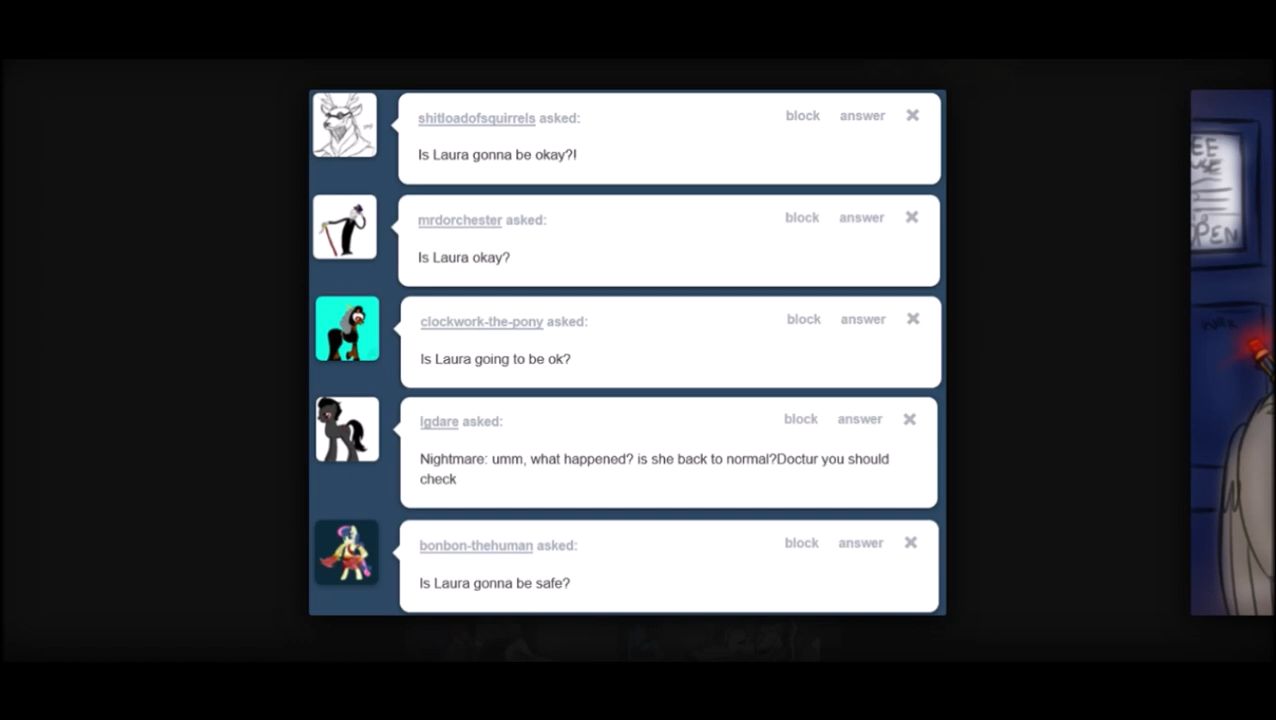 shitloadofsquirrels asked: block answer ×
Is Laura gonna be okay?!
mrdorchester asked: block answer ×
Is Laura okay?
clockwork-the-pony asked: block answer ×
Is Laura going to be ok?
lgdare asked: block answer ×
Nightmare: umm, what happened? is she back to normal?Doctur you should
check
bonbon-thehuman asked: block answer ×
Is Laura gonna be safe?
OPEN